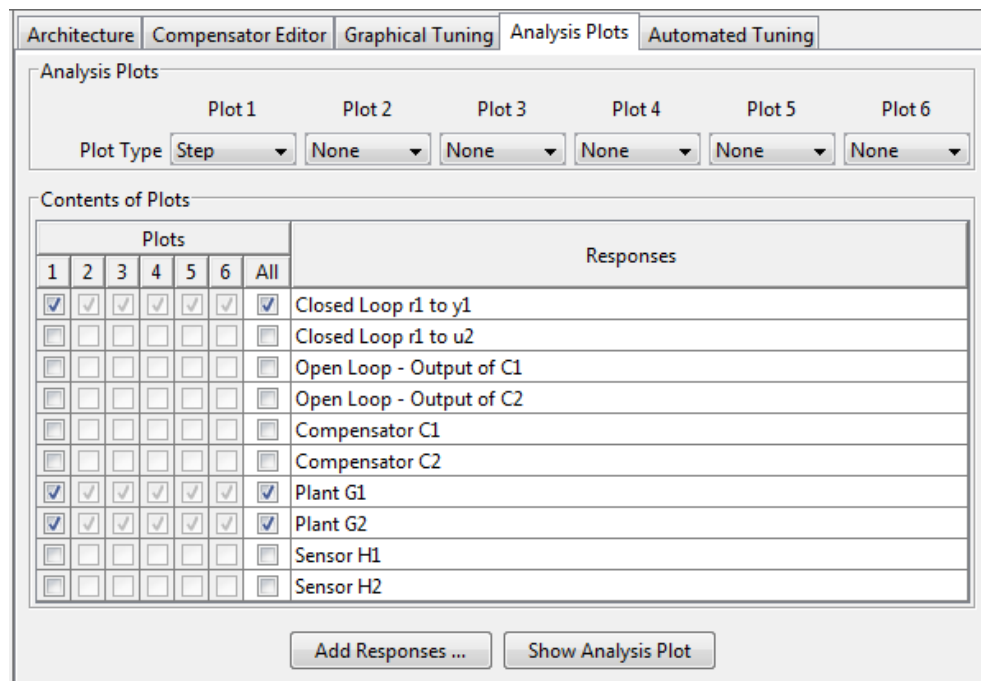 Architecture Compensator Editor Graphical Tuning Analysis Plots Automated Tuning
Analysis Plots
Plot 1 Plot 2 Plot 3 Plot 4 Plot 5 Plot 6
Plot Type Step None None None None None
Contents of Plots
Plots
Responses
1 2 3 4 5 6 All
Closed Loop r1 to y1
Closed Loop r1 to u2
Open Loop - Output of C1
Open Loop - Output of C2
Compensator C1
Compensator C2
Plant G1
Plant G2
Sensor H1
Sensor H2
Add Responses ... Show Analysis Plot